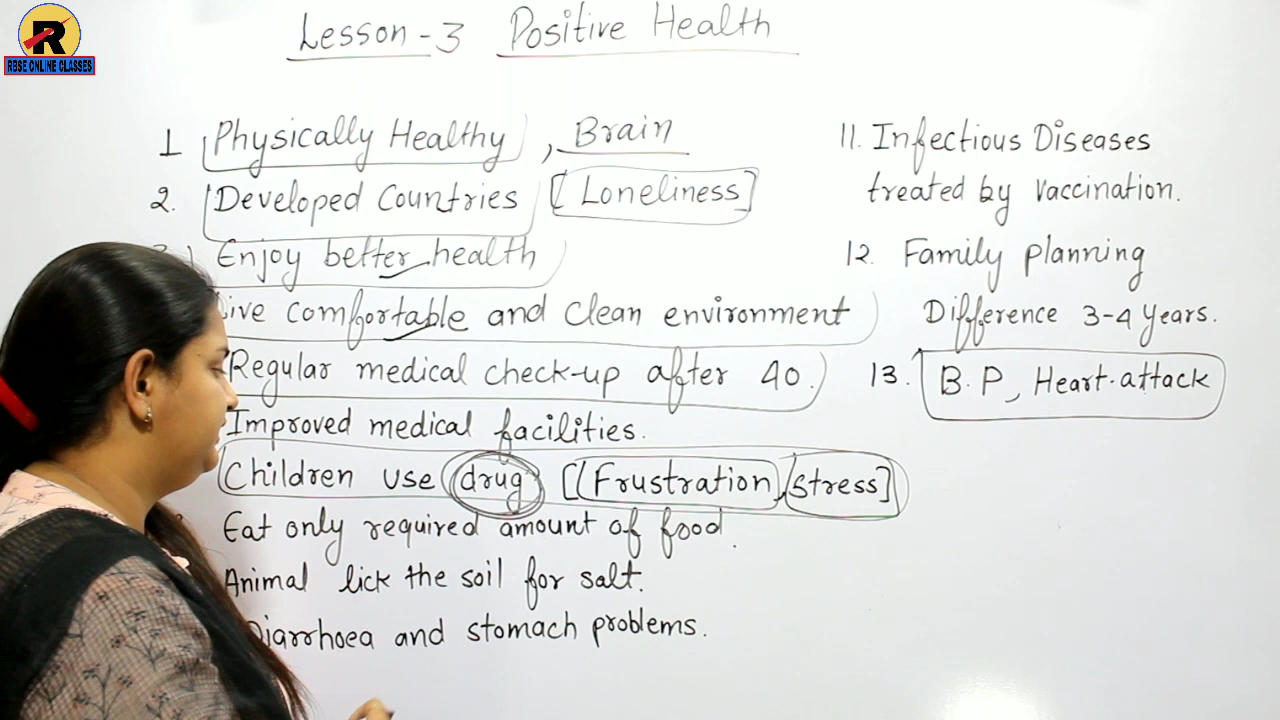 R
RBSE ONLINE CLASSES
Lesson-3 Positive Health
1 Physically Healthy, Brain
2. Developed Countries [Loneliness]
Enjoy better health
ive comfortable and clean environment
Regular medical check-up after 40.
Improved medical facilities.
Children use drug [Frustration, Stress]
Eat only required amount of food.
Animal lick the soil for salt.
Diarrhoea and stomach problems.
11. Infectious Diseases
treated by vaccination.
12. Family planning
Difference 3-4 years.
13. B.P, Heart-attack